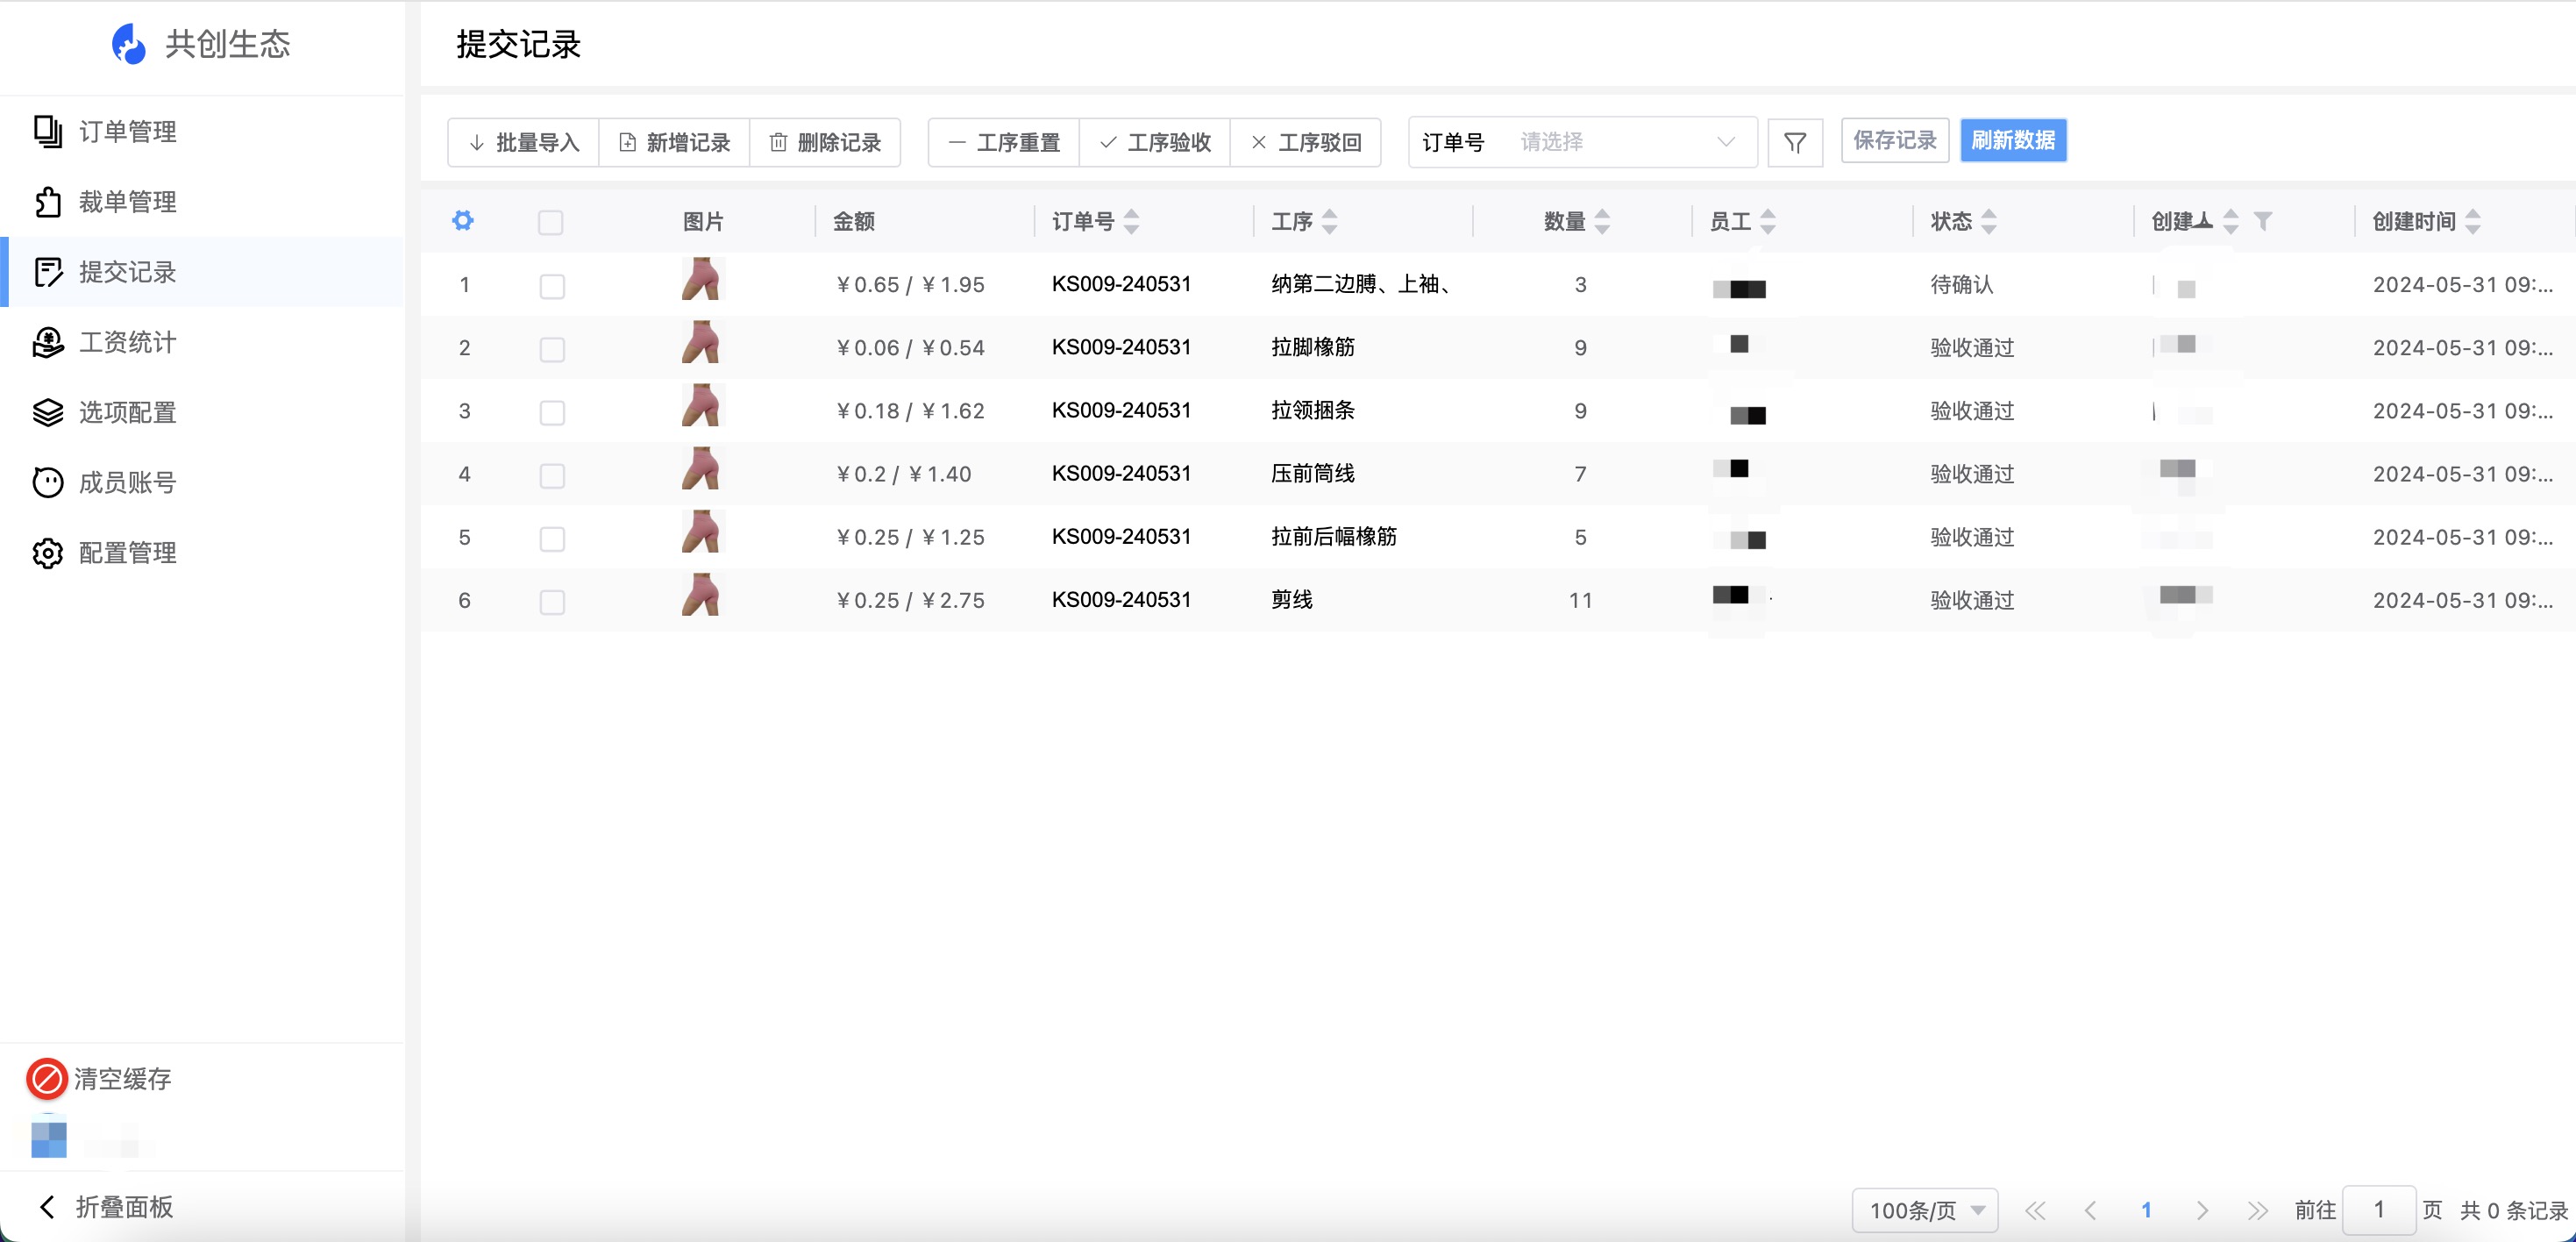 共创生态
提交记录
订单管理
裁单管理
提交记录
工资统计
选项配置
成员账号
配置管理
清空缓存
折叠面板
批量导入 新增记录 删除记录 工序重置 工序验收 工序驳回 订单号 请选择 保存记录 刷新数据
图片 金额 订单号 工序 数量 员工 状态 创建人 创建时间
1 ¥0.65 / ¥1.95 KS009-240531 纳第二边膊、上袖、 3 待确认 2024-05-31 09:...
2 ¥0.06 / ¥0.54 KS009-240531 拉脚橡筋 9 验收通过 2024-05-31 09:...
3 ¥0.18 / ¥1.62 KS009-240531 拉领捆条 9 验收通过 2024-05-31 09:...
4 ¥0.2 / ¥1.40 KS009-240531 压前筒线 7 验收通过 2024-05-31 09:...
5 ¥0.25 / ¥1.25 KS009-240531 拉前后幅橡筋 5 验收通过 2024-05-31 09:...
6 ¥0.25 / ¥2.75 KS009-240531 剪线 11 验收通过 2024-05-31 09:...
100条/页 1 前往 1 页 共 0 条记录